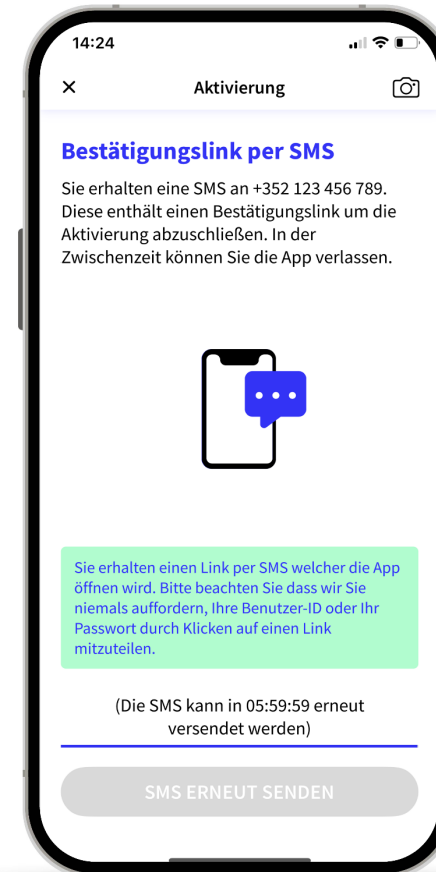 14:24
Aktivierung
Bestätigungslink per SMS
Sie erhalten eine SMS an +352 123 456 789.
Diese enthält einen Bestätigungslink um die
Aktivierung abzuschließen. In der
Zwischenzeit können Sie die App verlassen.
Sie erhalten einen Link per SMS welcher die App
öffnen wird. Bitte beachten Sie dass wir Sie
niemals auffordern, Ihre Benutzer-ID oder Ihr
Passwort durch Klicken auf einen Link
mitzuteilen.
(Die SMS kann in 05:59:59 erneut
versendet werden)
SMS ERNEUT SENDEN